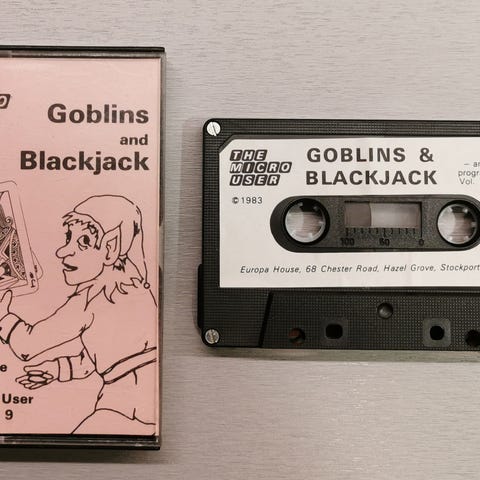 Goblins
and
Blackjack
User
9
THE
MICRO
USER
©1983
GOBLINS &
BLACKJACK
Vol.
100 50 0
Europa House, 68 Chester Road, Hazel Grove, Stockport